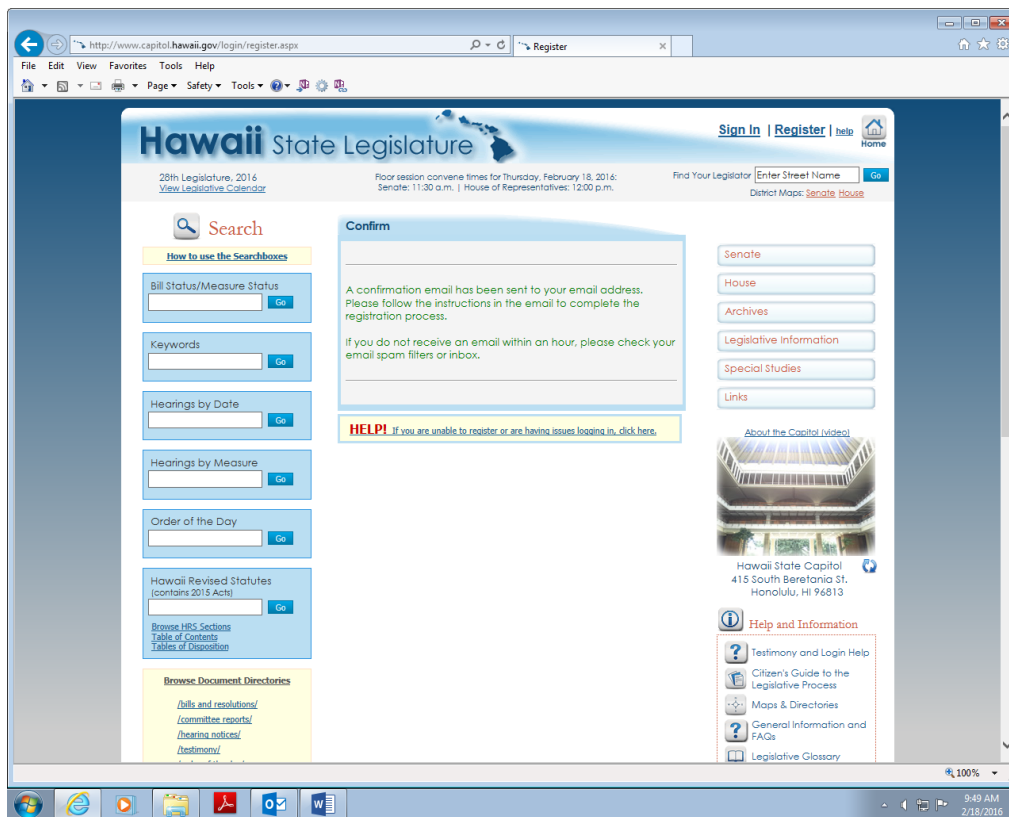 http://www.capitol.hawaii.gov/login/register.aspx
Register
File Edit View Favorites Tools Help
Page Safety Tools
Hawaii State Legislature
Sign In | Register | help
Home
28th Legislature, 2016
View Legislative Calendar
Floor session convene times for Thursday, February 18, 2016:
Senate: 11:30 a.m. | House of Representatives: 12:00 p.m.
Find Your Legislator Enter Street Name Go
District Maps: Senate House
Search
How to use the Searchboxes
Bill Status/Measure Status
Go
Keywords
Go
Hearings by Date
Go
Hearings by Measure
Go
Order of the Day
Go
Hawaii Revised Statutes
(contains 2015 Acts)
Go
Browse HRS Sections
Table of Contents
Tables of Disposition
Browse Document Directories
/bills and resolutions/
/committee reports/
/hearing notices/
/testimony/
Confirm
A confirmation email has been sent to your email address.
Please follow the instructions in the email to complete the
registration process.
If you do not receive an email within an hour, please check your
email spam filters or inbox.
HELP! If you are unable to register or are having issues logging in, click here.
Senate
House
Archives
Legislative Information
Special Studies
Links
About the Capitol (video)
Hawaii State Capitol
415 South Beretania St.
Honolulu, HI 96813
Help and Information
Testimony and Login Help
Citizen's Guide to the
Legislative Process
Maps & Directories
General Information and
FAQs
Legislative Glossary
100%
9:49 AM
2/18/2016